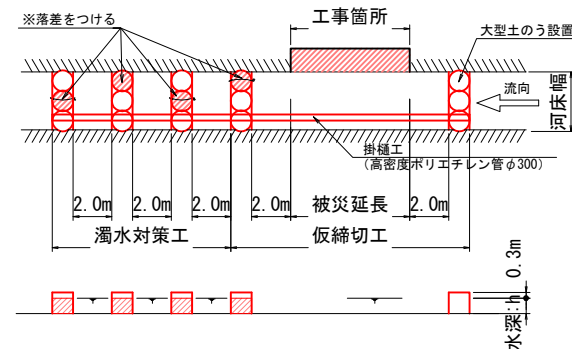 工事箇所
※落差をつける
大型土のう設置
流向
河床幅
掛樋工
(高密度ポリエチレン管φ300)
2.0m 2.0m 2.0m 2.0m 被災延長 2.0m
濁水対策工 仮締切工
水深:h 0.3m